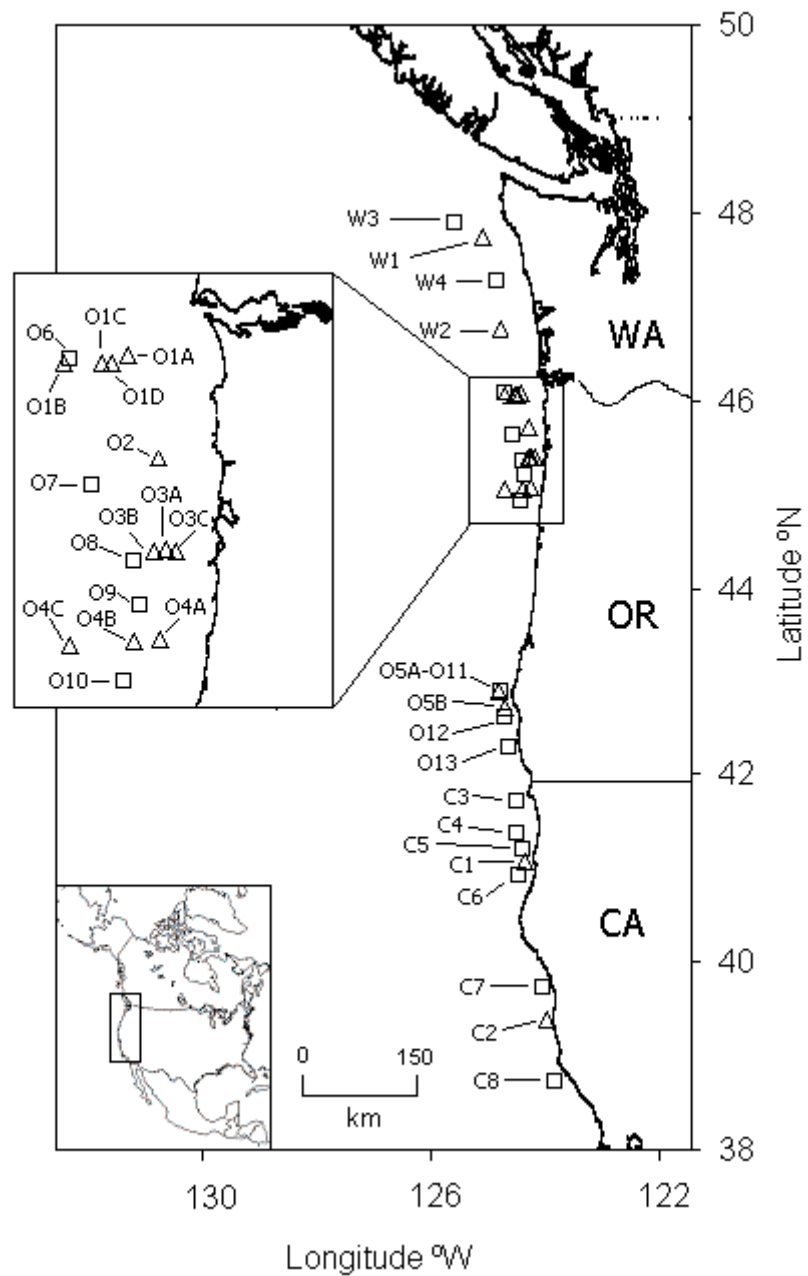 50
W3
48
W1
W4
W2
WA
O1C
O6
O1A
O1B
O1D
46
O2
O7
O3A
O3B
O3C
O8
O9
O4C
O4A
O4B
O10
44
OR
Latitude ºN
O5A-O11
O5B
O12
O13
42
C3
C4
C5
C1
C6
CA
40
C7
C2
0 150
km
C8
38
130 126 122
Longitude ºW